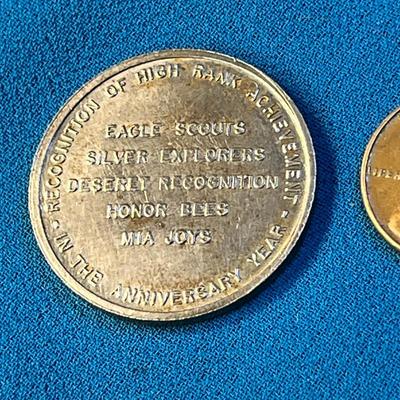 RECOGNITION OF HIGH RANK ACHIEVEMENT
EAGLE SCOUTS
SILVER EXPLORERS
DESERET RECOGNITION
HONOR BEES
MIA JOYS
- IN THE ANNIVERSARY YEAR -